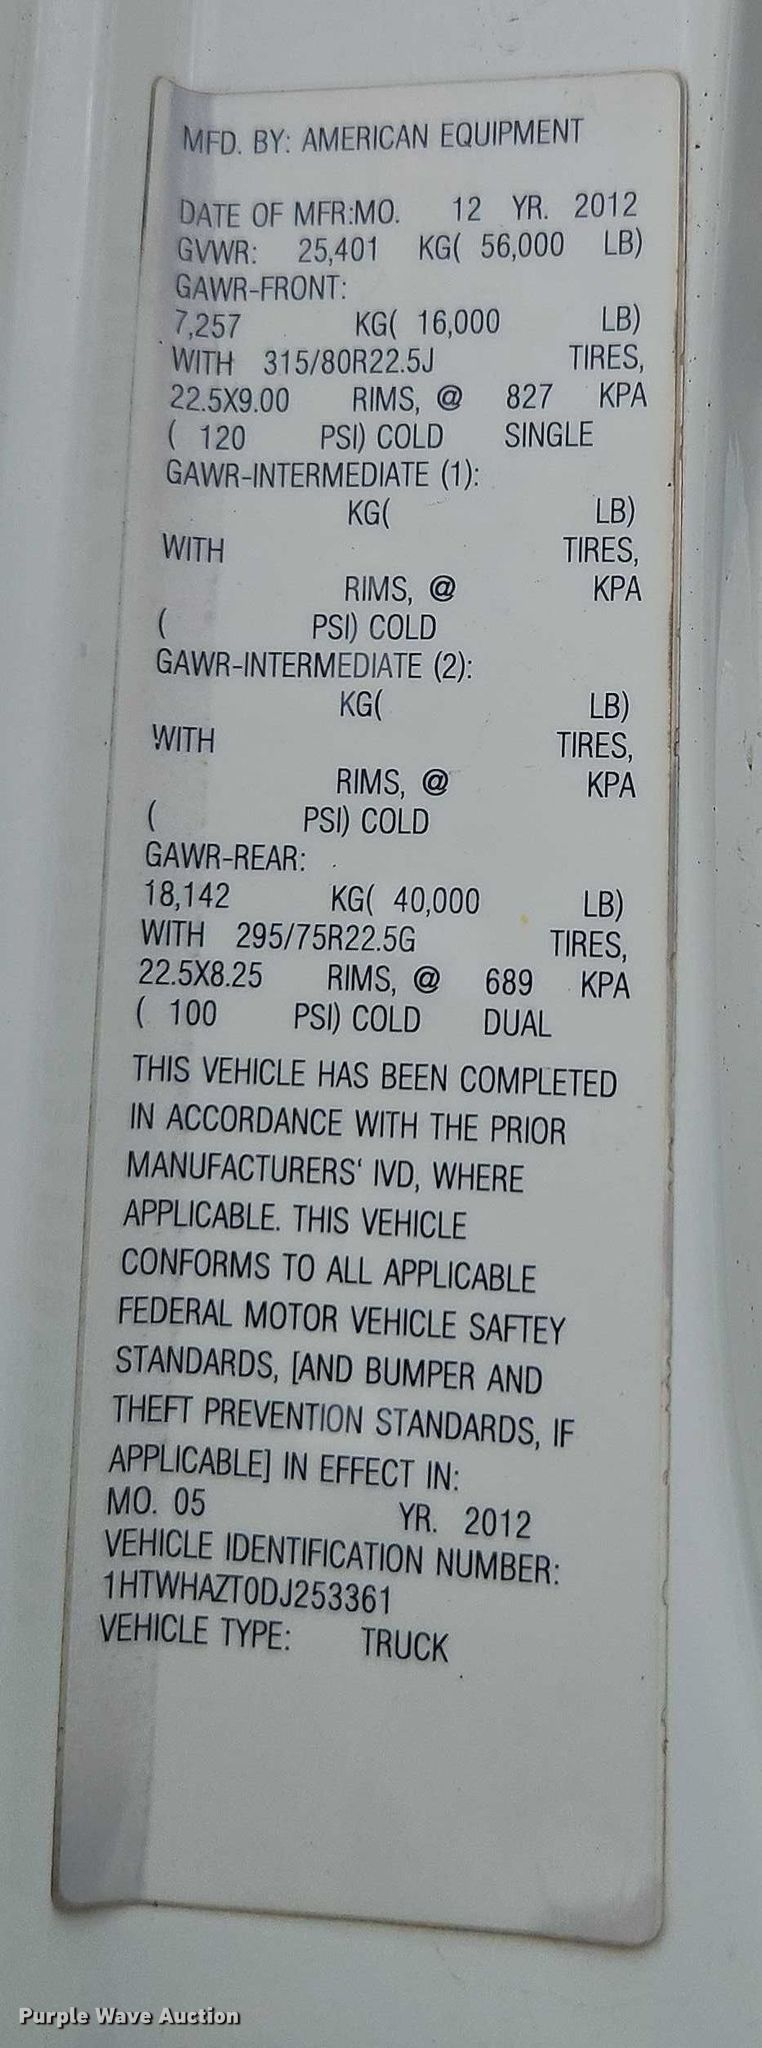 MFD. BY: AMERICAN EQUIPMENT
DATE OF MFR:MO. 12 YR. 2012
GVWR: 25,401 KG( 56,000 LB)
GAWR-FRONT:
7,257 KG( 16,000 LB)
WITH 315/80R22.5J TIRES,
22.5X9.00 RIMS, @ 827 KPA
( 120 PSI) COLD SINGLE
GAWR-INTERMEDIATE (1):
KG( LB)
WITH TIRES,
RIMS, @ KPA
( PSI) COLD
GAWR-INTERMEDIATE (2):
KG( LB)
WITH TIRES,
RIMS, @ KPA
( PSI) COLD
GAWR-REAR:
18,142 KG( 40,000 LB)
WITH 295/75R22.5G TIRES,
22.5X8.25 RIMS, @ 689 KPA
( 100 PSI) COLD DUAL
THIS VEHICLE HAS BEEN COMPLETED
IN ACCORDANCE WITH THE PRIOR
MANUFACTURERS' IVD, WHERE
APPLICABLE. THIS VEHICLE
CONFORMS TO ALL APPLICABLE
FEDERAL MOTOR VEHICLE SAFTEY
STANDARDS, [AND BUMPER AND
THEFT PREVENTION STANDARDS, IF
APPLICABLE] IN EFFECT IN:
MO. 05 YR. 2012
VEHICLE IDENTIFICATION NUMBER:
1HTWHAZT0DJ253361
VEHICLE TYPE: TRUCK
Purple Wave Auction